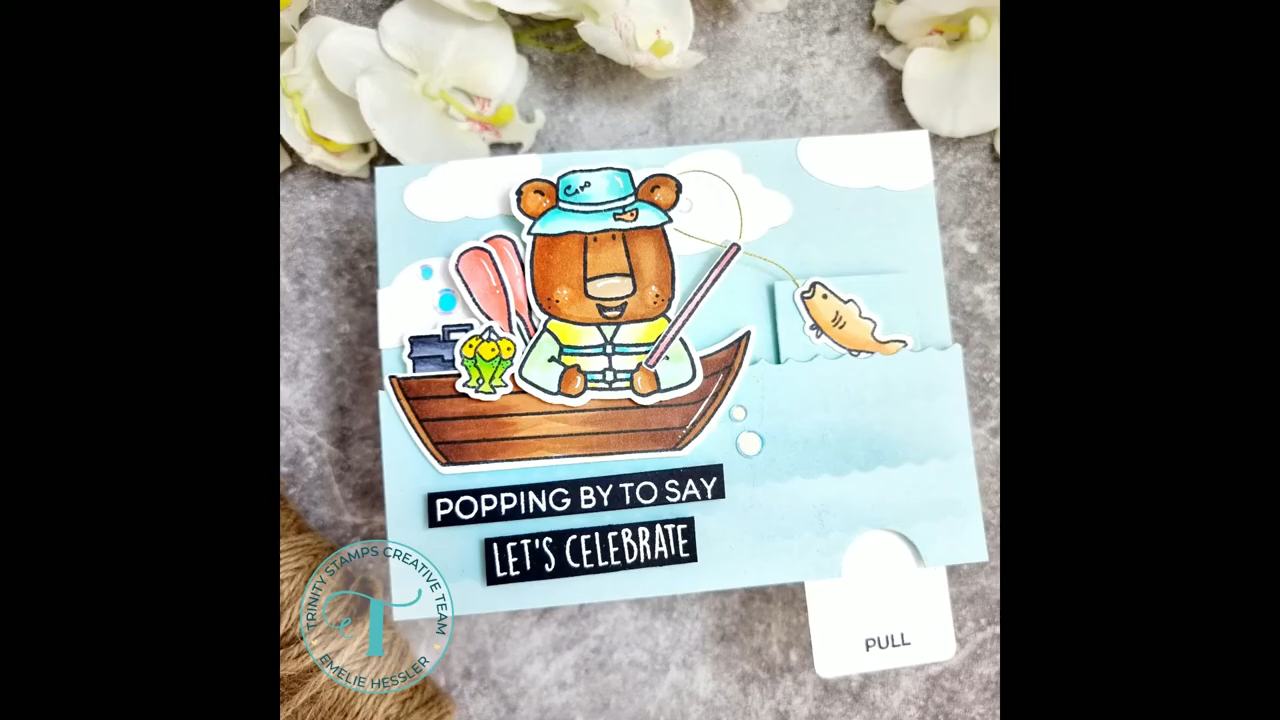 POPPING BY TO SAY
LET'S CELEBRATE
PULL
TRINITY STAMPS CREATIVE TEAM
T
EMELIE HESSLER